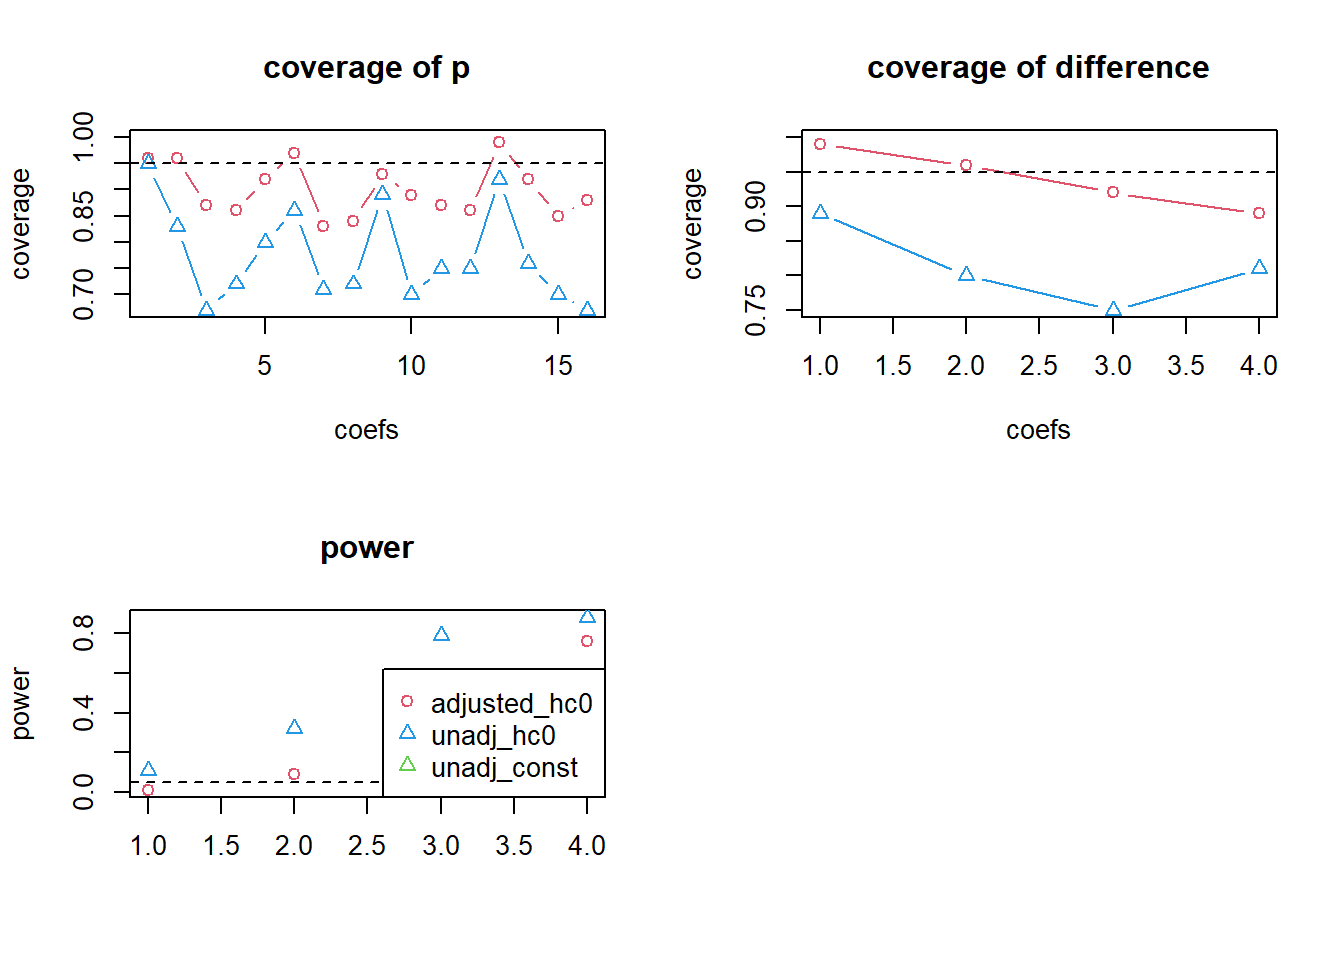 coverage of p
coverage
1.00
0.85
0.70
5 10 15
coefs
coverage of difference
coverage
0.90
0.75
1.0 1.5 2.0 2.5 3.0 3.5 4.0
coefs
power
power
0.8
0.4
0.0
adjusted_hc0
unadj_hc0
unadj_const
1.0 1.5 2.0 2.5 3.0 3.5 4.0